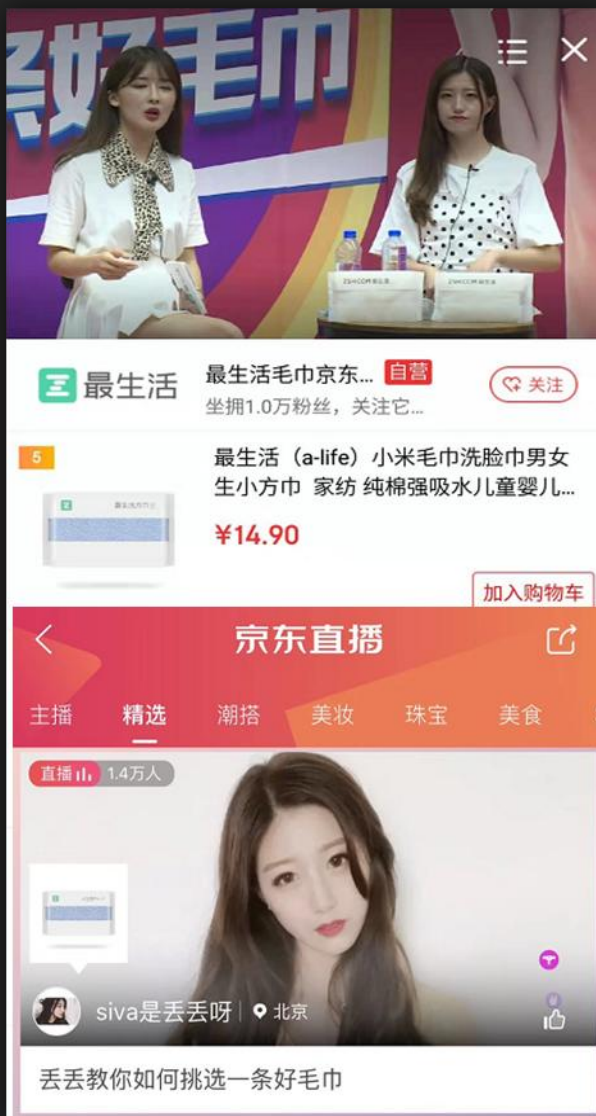 条好毛巾
最生活
最生活毛巾京东... 自营
关注
坐拥1.0万粉丝，关注它...
5
最生活（a-life）小米毛巾洗脸巾男女
生小方巾 家纺 纯棉强吸水儿童婴儿...
¥14.90
加入购物车
京东直播
主播 精选 潮搭 美妆 珠宝 美食
直播 1.4万人
siva是丢丢呀 北京
丢丢教你如何挑选一条好毛巾